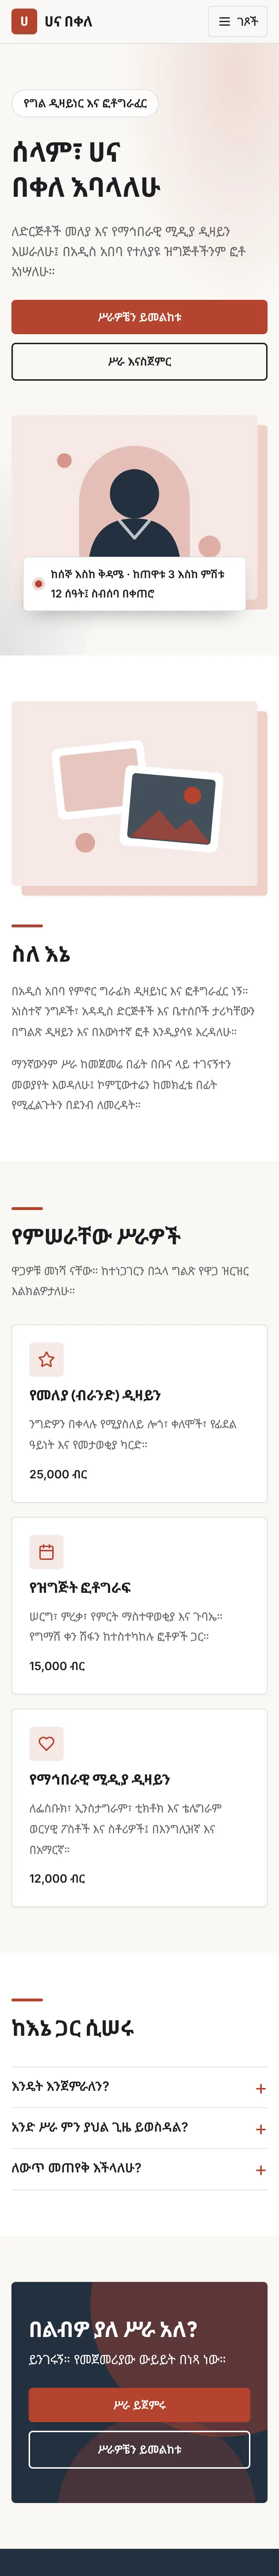 ሀ
ሀና በቀለ
ገጾች
የግል ዲዛይነር እና ፎቶግራፈር
ሰላም፣ ሀና
በቀለ እባላለሁ
ለድርጅቶች መለያ እና የማኅበራዊ ሚዲያ ዲዛይን
እሠራለሁ፤ በአዲስ አበባ የተለያዩ ዝግጅቶችንም ፎቶ
አነሣለሁ።
ሥራዎቼን ይመልከቱ
ሥራ እናስጀምር
ከሰኞ እስከ ቅዳሜ · ከጠዋቱ 3 እስከ ምሽቱ
12 ሰዓት፤ ስብሰባ በቀጠሮ
ስለ እኔ
በአዲስ አበባ የምኖር ግራፊክ ዲዛይነር እና ፎቶግራፈር ነኝ።
አነስተኛ ንግዶች፣ አዳዲስ ድርጅቶች እና ቤተሰቦች ታሪካቸውን
በግልጽ ዲዛይን እና በእውነተኛ ፎቶ እንዲያሳዩ እረዳለሁ።
ማንኛውንም ሥራ ከመጀመሬ በፊት በቡና ላይ ተገናኝተን
መወያየት እወዳለሁ፤ ኮምፒውተሬን ከመክፈቴ በፊት
የሚፈልጉትን በደንብ ለመረዳት።
የምሠራቸው ሥራዎች
ዋጋዎቹ መነሻ ናቸው። ከተነጋገርን በኋላ ግልጽ የዋጋ ዝርዝር
እልክልዎታለሁ።
የመለያ (ብራንድ) ዲዛይን
ንግድዎን በቀላሉ የሚያስለይ ሎጎ፣ ቀለሞች፣ የፊደል
ዓይነት እና የመታወቂያ ካርድ።
25,000 ብር
የዝግጅት ፎቶግራፍ
ሠርግ፣ ምረቃ፣ የምርት ማስተዋወቂያ እና ጉባኤ።
የግማሽ ቀን ሽፋን ከተስተካከሉ ፎቶዎች ጋር።
15,000 ብር
የማኅበራዊ ሚዲያ ዲዛይን
ለፌስቡክ፣ ኢንስታግራም፣ ቲክቶክ እና ቴሌግራም
ወርሃዊ ፖስቶች እና ስቶሪዎች፤ በእንግሊዝኛ እና
በአማርኛ።
12,000 ብር
ከእኔ ጋር ሲሠሩ
እንዴት እንጀምራለን?
አንድ ሥራ ምን ያህል ጊዜ ይወስዳል?
ለውጥ መጠየቅ እችላለሁ?
በልብዎ ያለ ሥራ አለ?
ይንገሩኝ። የመጀመሪያው ውይይት በነጻ ነው።
ሥራ ይጀምሩ
ሥራዎቼን ይመልከቱ